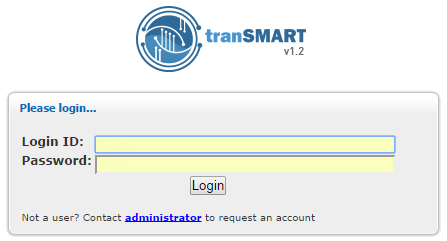 tranSMART
v1.2
Please login...
Login ID:
Password:
Login
Not a user? Contact administrator to request an account